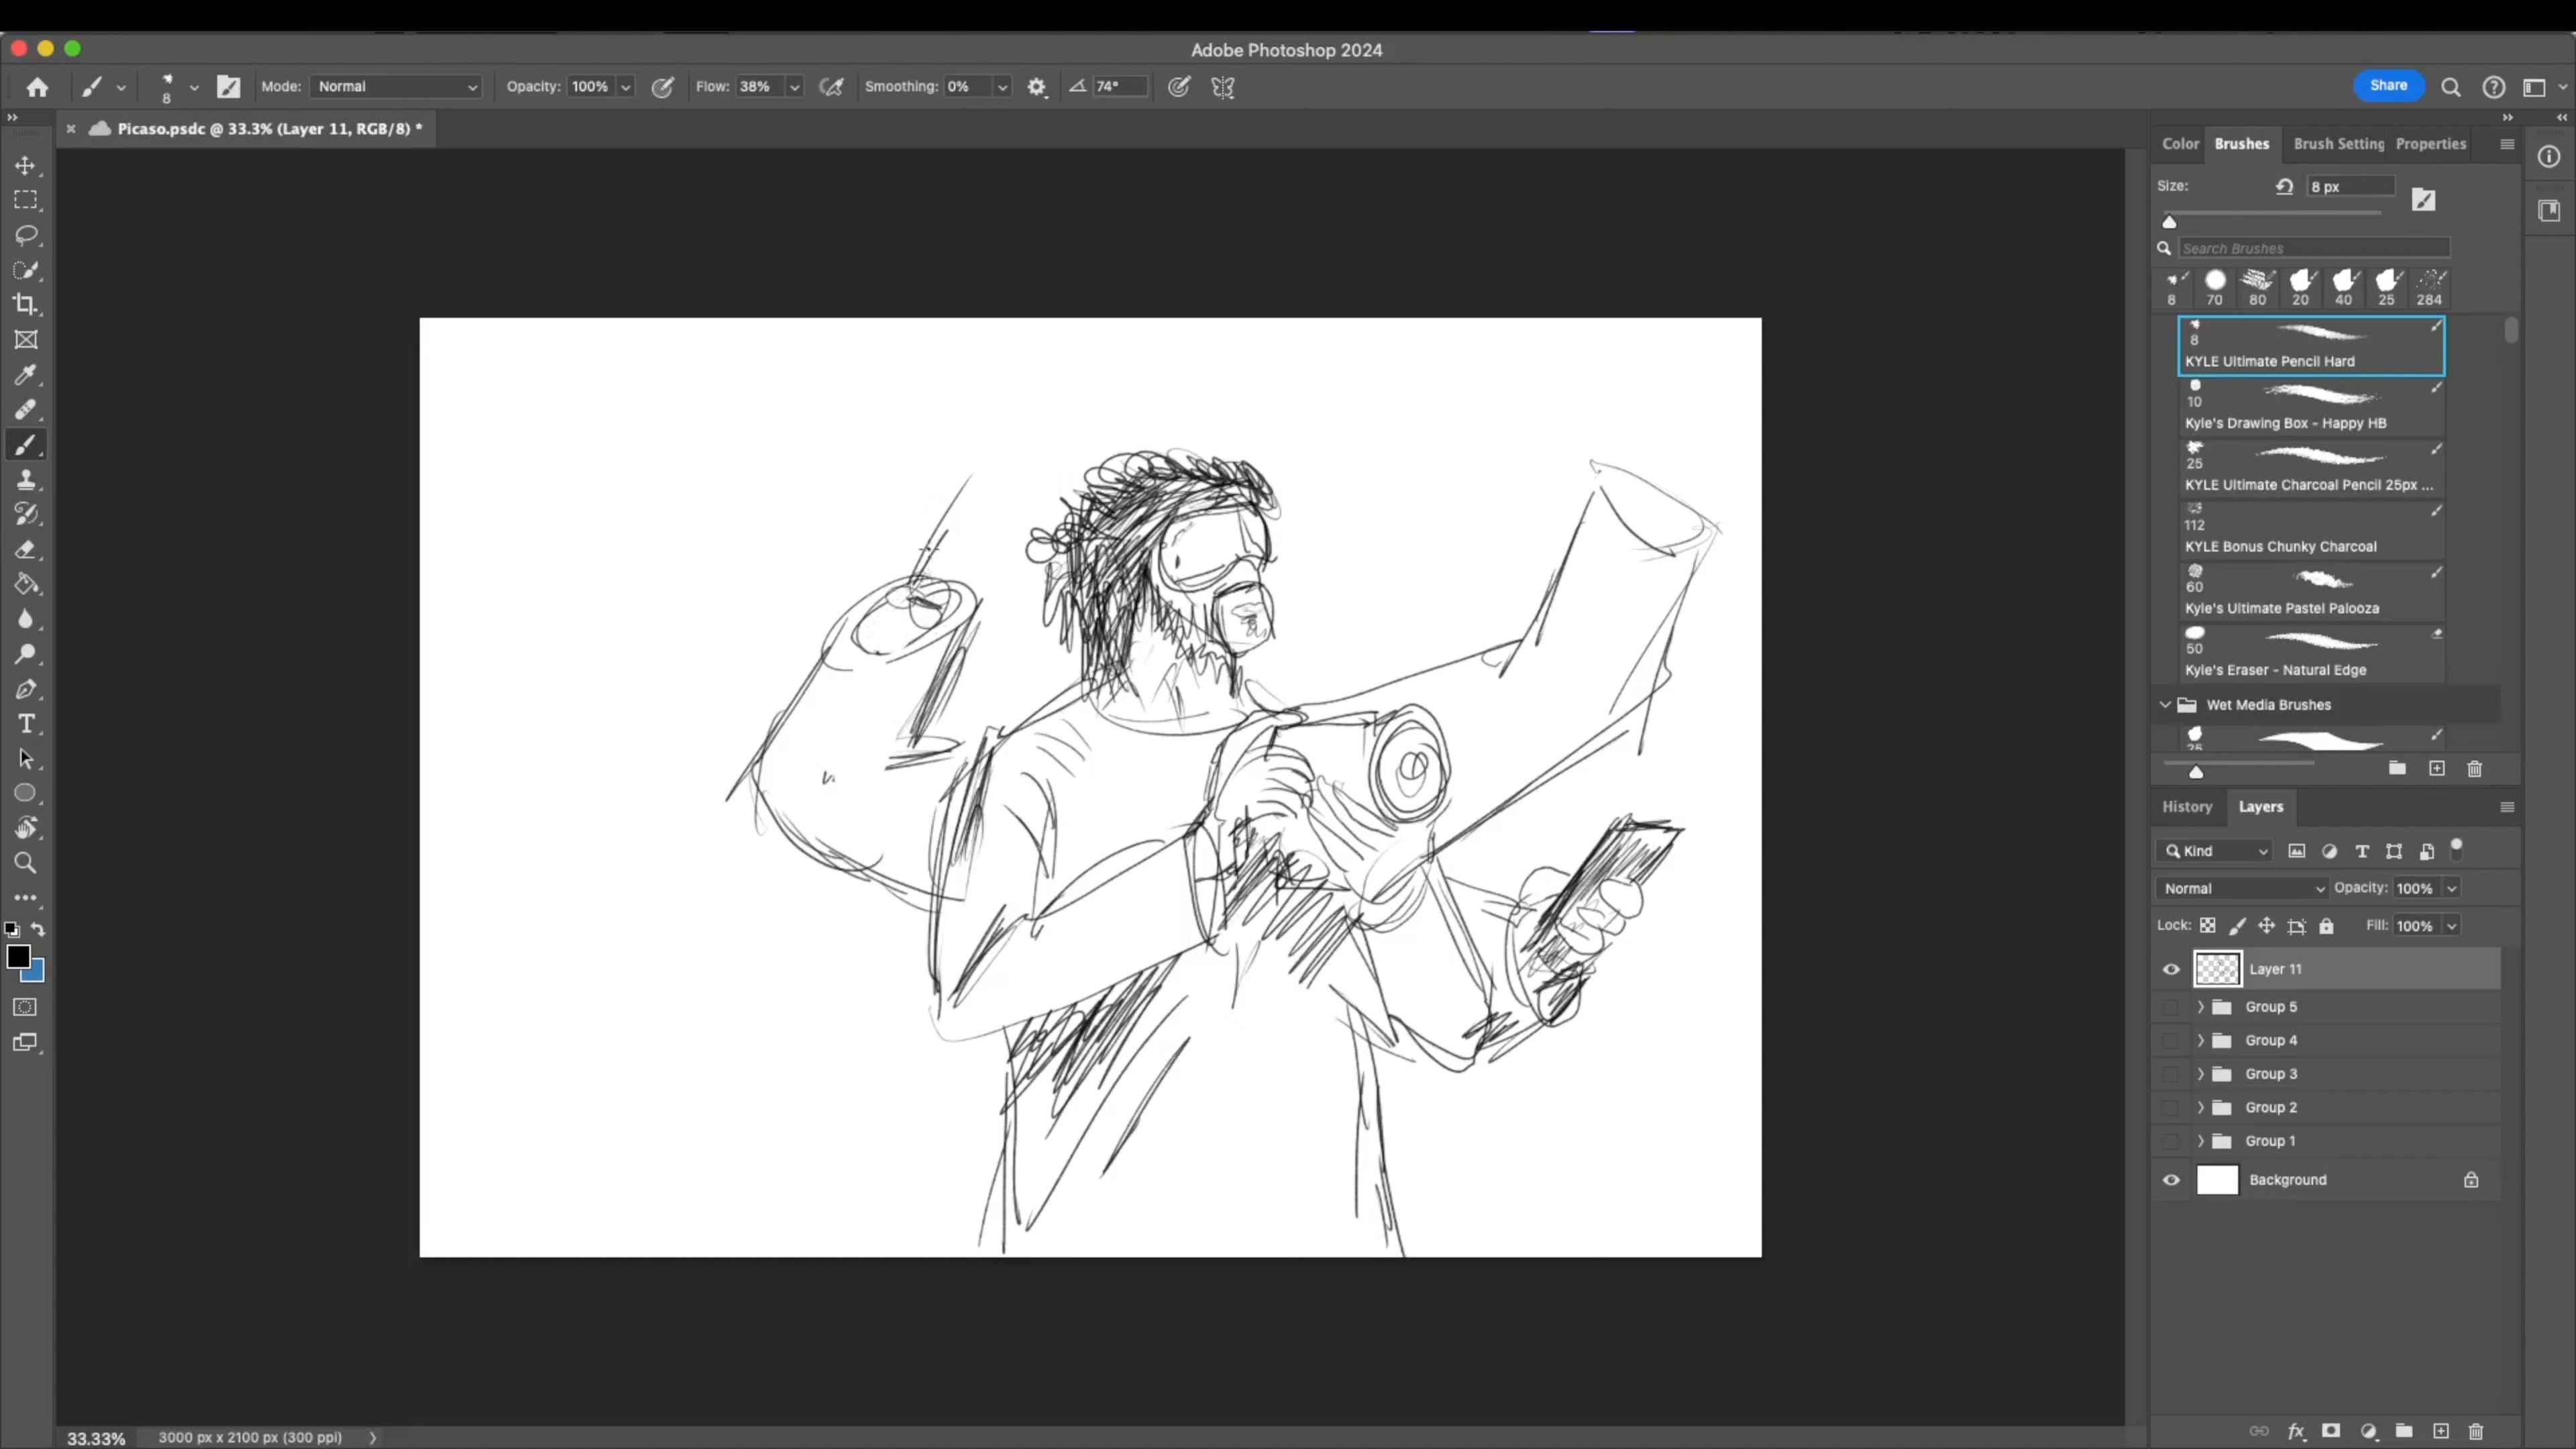 Adobe Photoshop 2024
8 Mode: Normal Opacity: 100% Flow: 38% Smoothing: 0% 74° Share
Picaso.psdc @ 33.3% (Layer 11, RGB/8) *
Color Brushes Brush Setting Properties
Size: 8 px
Search Brushes
8 70 80 20 40 25 284
8
KYLE Ultimate Pencil Hard
10
Kyle's Drawing Box - Happy HB
25
KYLE Ultimate Charcoal Pencil 25px ...
112
KYLE Bonus Chunky Charcoal
60
Kyle's Ultimate Pastel Palooza
50
Kyle's Eraser - Natural Edge
Wet Media Brushes
25
History Layers
Kind
Normal Opacity: 100%
Lock: Fill: 100%
Layer 11
Group 5
Group 4
Group 3
Group 2
Group 1
Background
33.33% 3000 px x 2100 px (300 ppi)